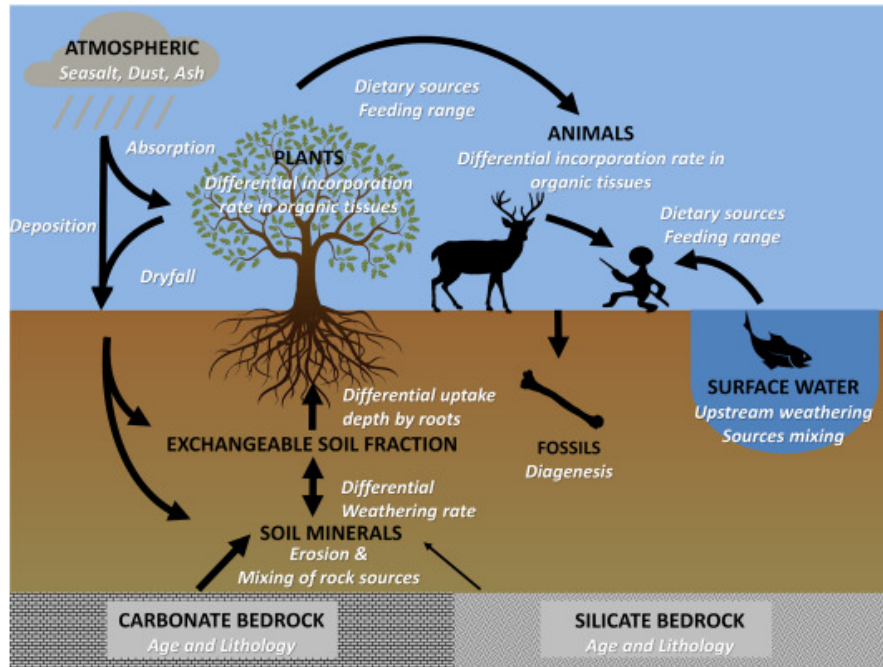 ATMOSPHERIC
Seasalt, Dust, Ash
Dietary sources
Feeding range
Absorption
PLANTS
Differential incorporation
rate in organic tissues
ANIMALS
Differential incorporation rate in
organic tissues
Deposition
Dryfall
Dietary sources
Feeding range
Differential uptake
depth by roots
EXCHANGEABLE SOIL FRACTION
Differential
Weathering rate
SOIL MINERALS
Erosion &
Mixing of rock sources
FOSSILS
Diagenesis
SURFACE WATER
Upstream weathering
Sources mixing
CARBONATE BEDROCK
Age and Lithology
SILICATE BEDROCK
Age and Lithology